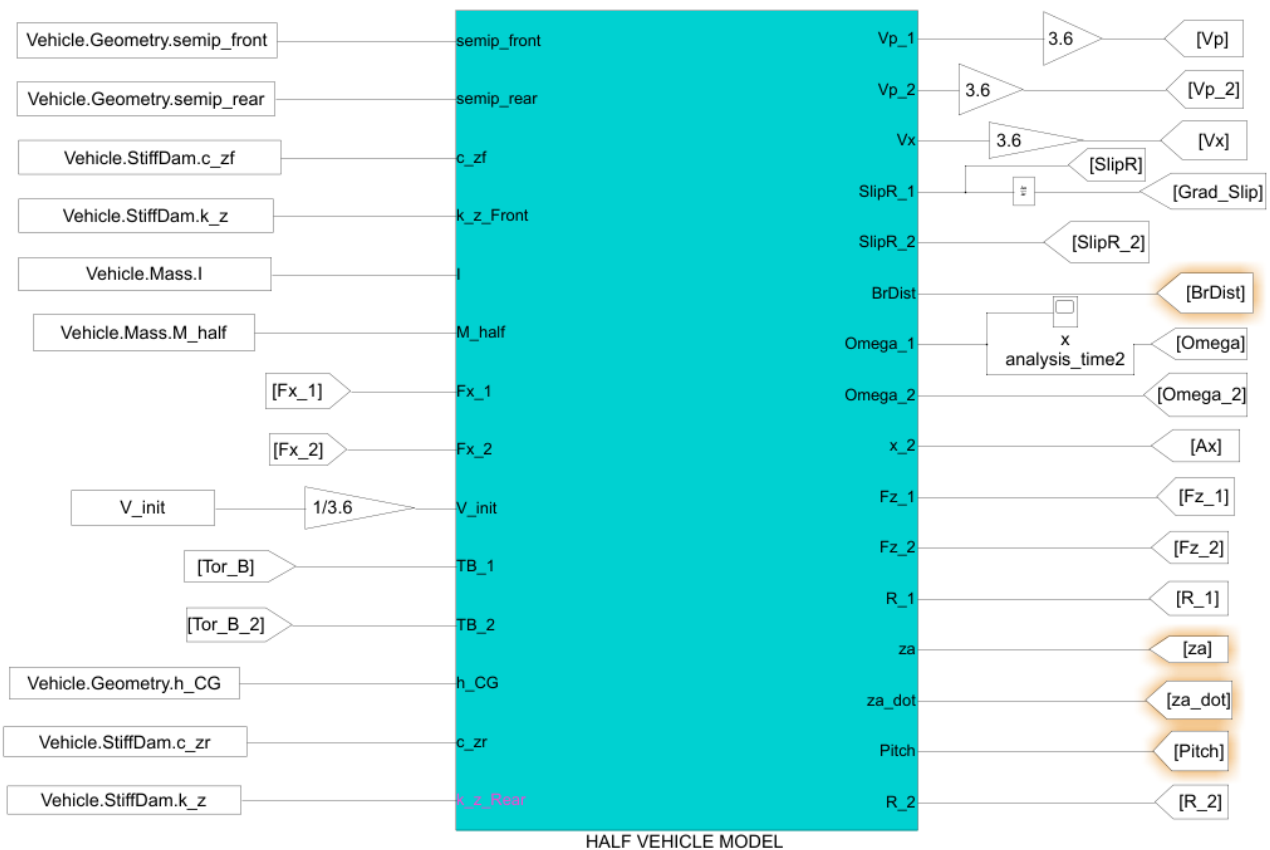 Vehicle.Geometry.semip_front
semip_front
Vp_1
3.6
[Vp]
Vehicle.Geometry.semip_rear
semip_rear
Vp_2
3.6
[Vp_2]
Vx
3.6
[Vx]
Vehicle.StiffDam.c_zf
c_zf
[SlipR]
SlipR_1
[Grad_Slip]
Vehicle.StiffDam.k_z
k_z_Front
SlipR_2
[SlipR_2]
Vehicle.Mass.I
I
BrDist
[BrDist]
Vehicle.Mass.M_half
M_half
Omega_1
x
analysis_time2
[Omega]
[Fx_1]
Fx_1
Omega_2
[Omega_2]
[Fx_2]
Fx_2
x_2
[Ax]
V_init
1/3.6
V_init
Fz_1
[Fz_1]
Fz_2
[Fz_2]
[Tor_B]
TB_1
R_1
[R_1]
[Tor_B_2]
TB_2
za
[za]
Vehicle.Geometry.h_CG
h_CG
za_dot
[za_dot]
Vehicle.StiffDam.c_zr
c_zr
Pitch
[Pitch]
Vehicle.StiffDam.k_z
k_z_Rear
R_2
[R_2]
HALF VEHICLE MODEL